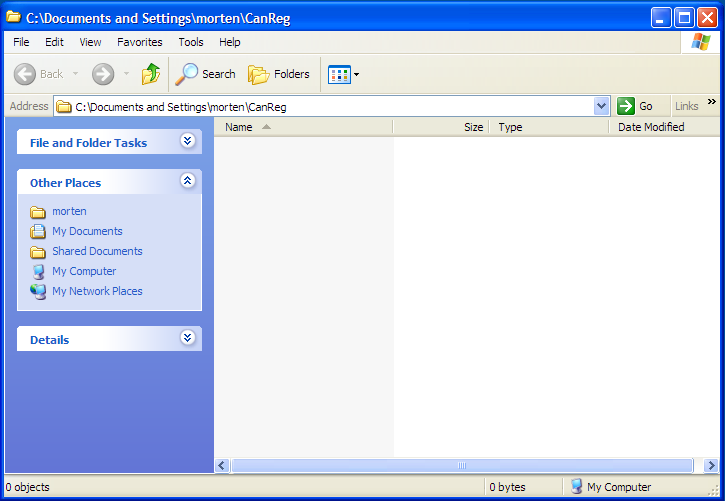 C:\Documents and Settings\morten\CanReg
File Edit View Favorites Tools Help
Back Search Folders
Address C:\Documents and Settings\morten\CanReg Go Links »
File and Folder Tasks
Other Places
morten
My Documents
Shared Documents
My Computer
My Network Places
Details
Name Size Type Date Modified
0 objects 0 bytes My Computer